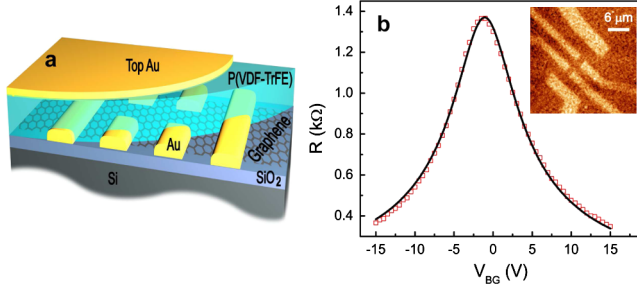 a
Top Au
P(VDF-TrFE)
Graphene
Au
SiO₂
Si
b
6 μm
1.4
1.2
1.0
0.8
0.6
0.4
R (kΩ)
-15 -10 -5 0 5 10 15
V_BG (V)